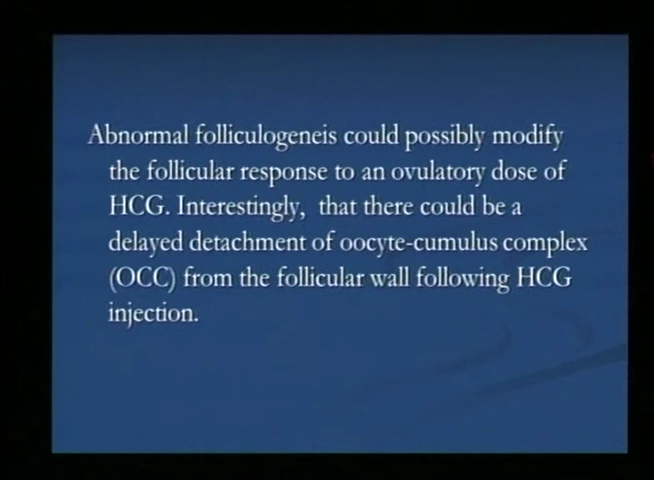 Abnormal folliculogeneis could possibly modify
the follicular response to an ovulatory dose of
HCG. Interestingly, that there could be a
delayed detachment of oocyte-cumulus complex
(OCC) from the follicular wall following HCG
injection.